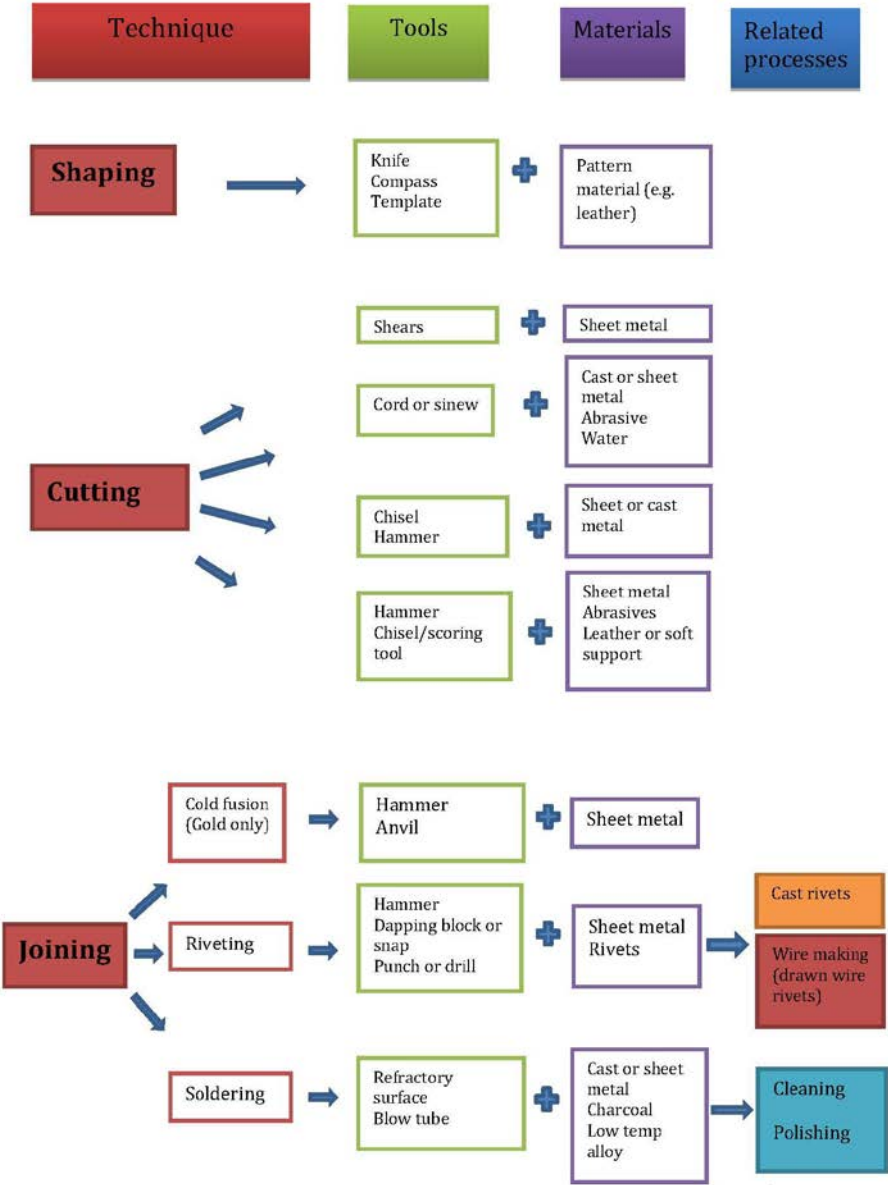 Technique
Tools
Materials
Related
processes
Shaping
Knife
Compass
Template
Pattern
material (e.g.
leather)
Cutting
Shears
Sheet metal
Cord or sinew
Cast or sheet
metal
Abrasive
Water
Chisel
Hammer
Sheet or cast
metal
Hammer
Chisel/scoring
tool
Sheet metal
Abrasives
Leather or soft
support
Joining
Cold fusion
(Gold only)
Hammer
Anvil
Sheet metal
Riveting
Hammer
Dapping block or
snap
Punch or drill
Sheet metal
Rivets
Cast rivets
Wire making
(drawn wire
rivets)
Soldering
Refractory
surface
Blow tube
Cast or sheet
metal
Charcoal
Low temp
alloy
Cleaning
Polishing